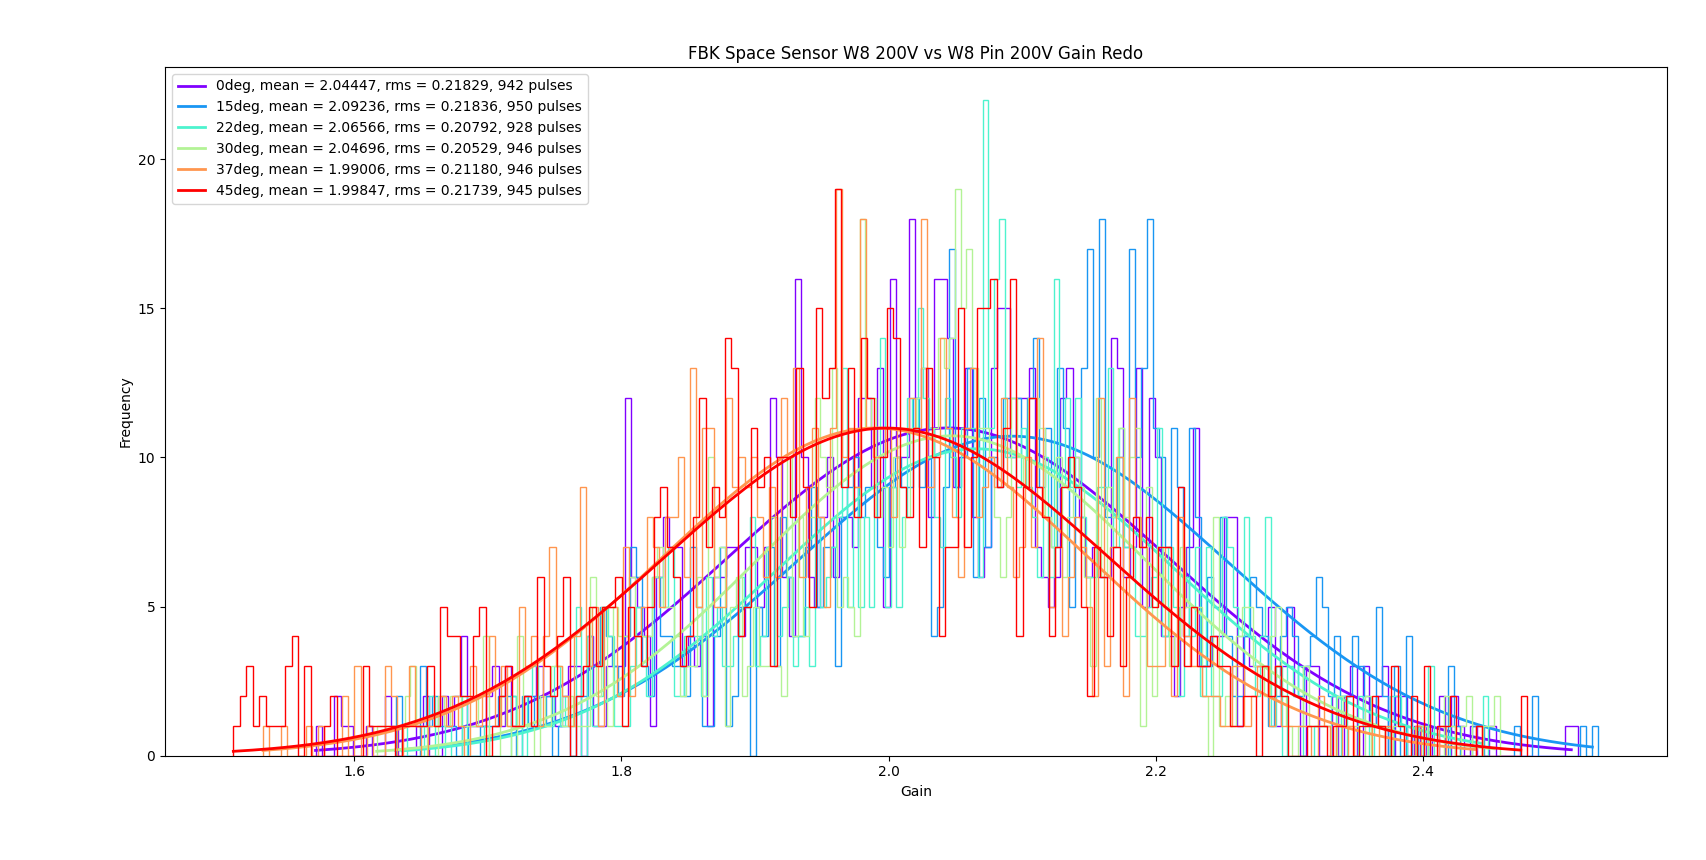 FBK Space Sensor W8 200V vs W8 Pin 200V Gain Redo
0deg, mean = 2.04447, rms = 0.21829, 942 pulses
15deg, mean = 2.09236, rms = 0.21836, 950 pulses
22deg, mean = 2.06566, rms = 0.20792, 928 pulses
30deg, mean = 2.04696, rms = 0.20529, 946 pulses
37deg, mean = 1.99006, rms = 0.21180, 946 pulses
45deg, mean = 1.99847, rms = 0.21739, 945 pulses
20
15
10
5
0
Frequency
1.6 1.8 2.0 2.2 2.4
Gain